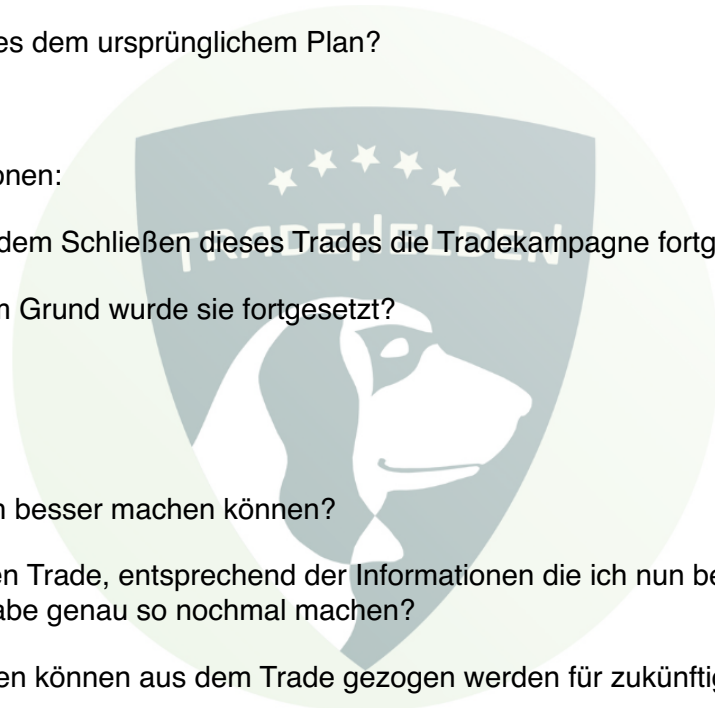 es dem ursprünglichem Plan?
onen:
TRADEHELDEN
dem Schließen dieses Trades die Tradekampagne fortg
n Grund wurde sie fortgesetzt?
n besser machen können?
en Trade, entsprechend der Informationen die ich nun be
abe genau so nochmal machen?
en können aus dem Trade gezogen werden für zukünftig